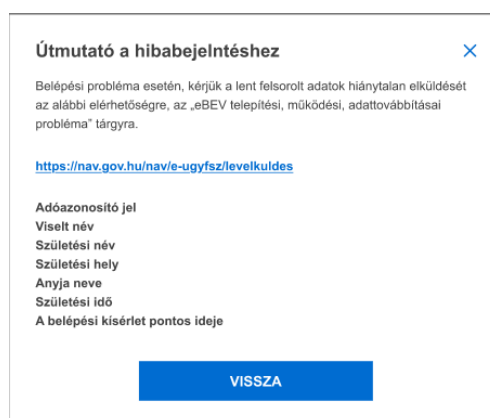 Útmutató a hibabejelntéshez
Belépési probléma esetén, kérjük a lent felsorolt adatok hiánytalan elküldését
az alábbi elérhetőségre, az „eBEV telepítési, működési, adattovábbításai
probléma” tárgyra.
https://nav.gov.hu/nav/e-ugyfsz/levelkuldes
Adóazonosító jel
Viselt név
Születési név
Születési hely
Anyja neve
Születési idő
A belépési kísérlet pontos ideje
VISSZA